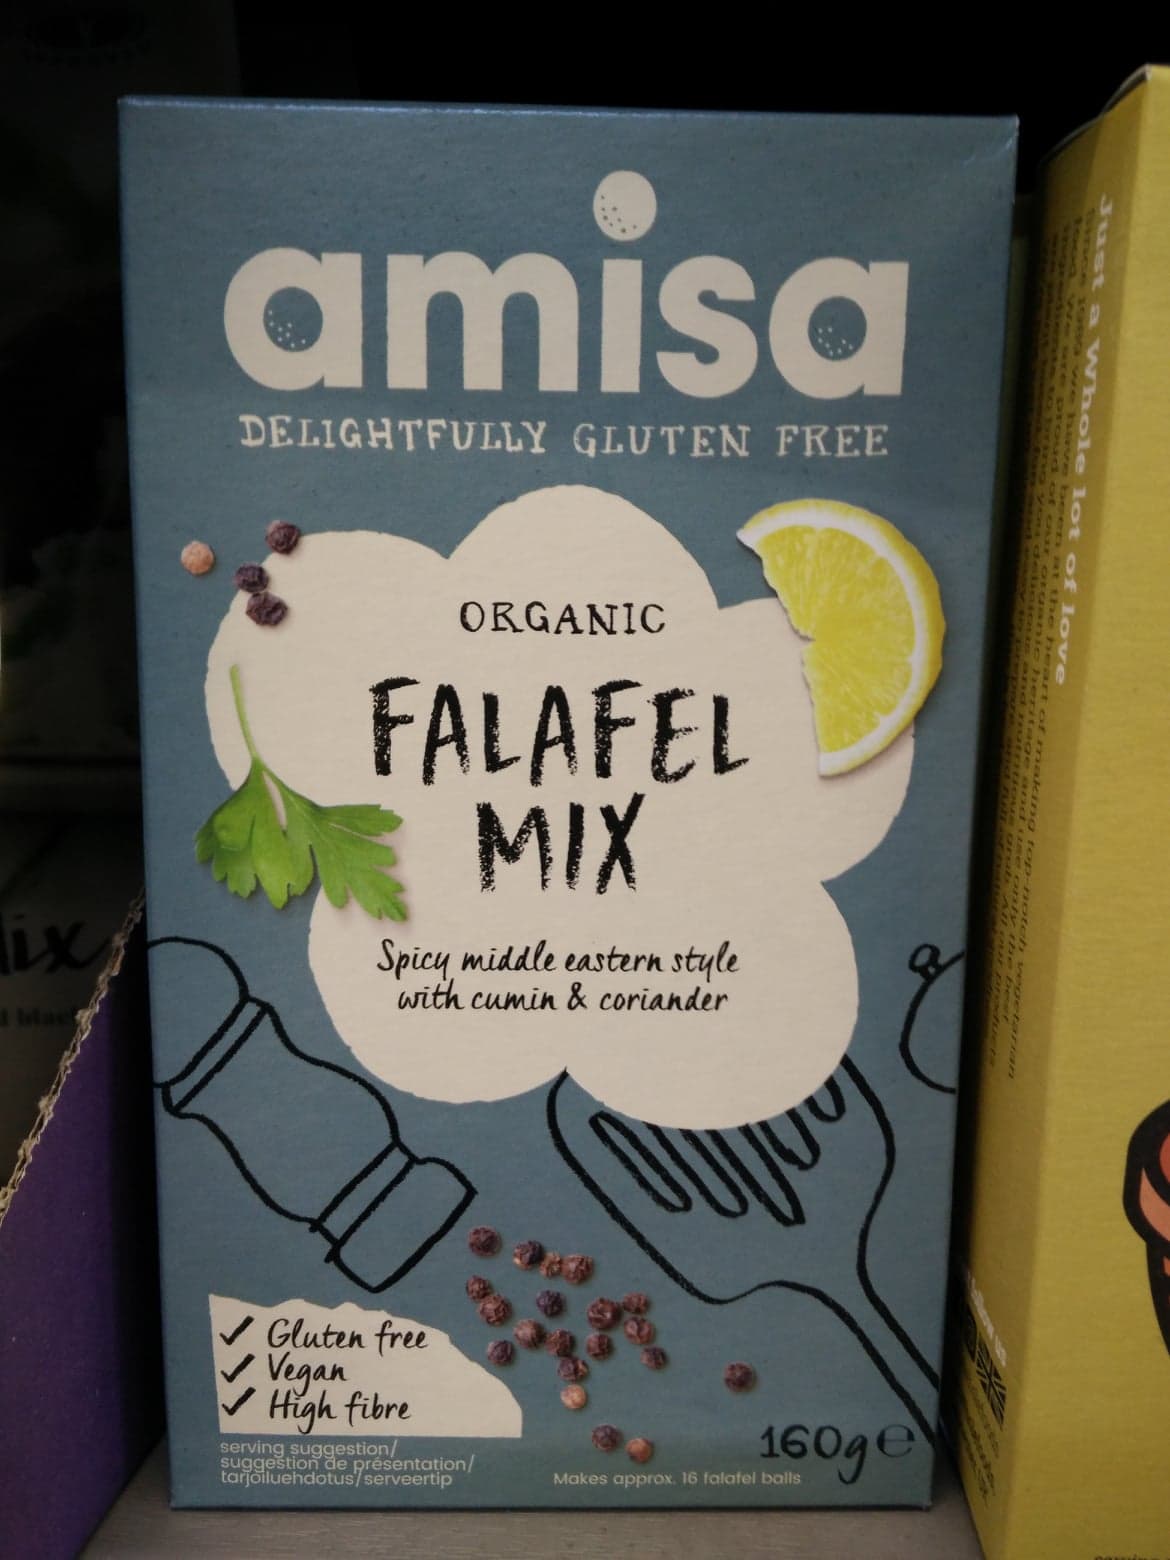 amisa
DELIGHTFULLY GLUTEN FREE
ORGANIC
FALAFEL
MIX
Spicy middle eastern style
with cumin & coriander
✓ Gluten free
✓ Vegan
✓ High fibre
serving suggestion/
suggestion de présentation/
tarjoiluehdotus/serveertip
Makes approx. 16 falafel balls
160g e
Just a whole lot of love